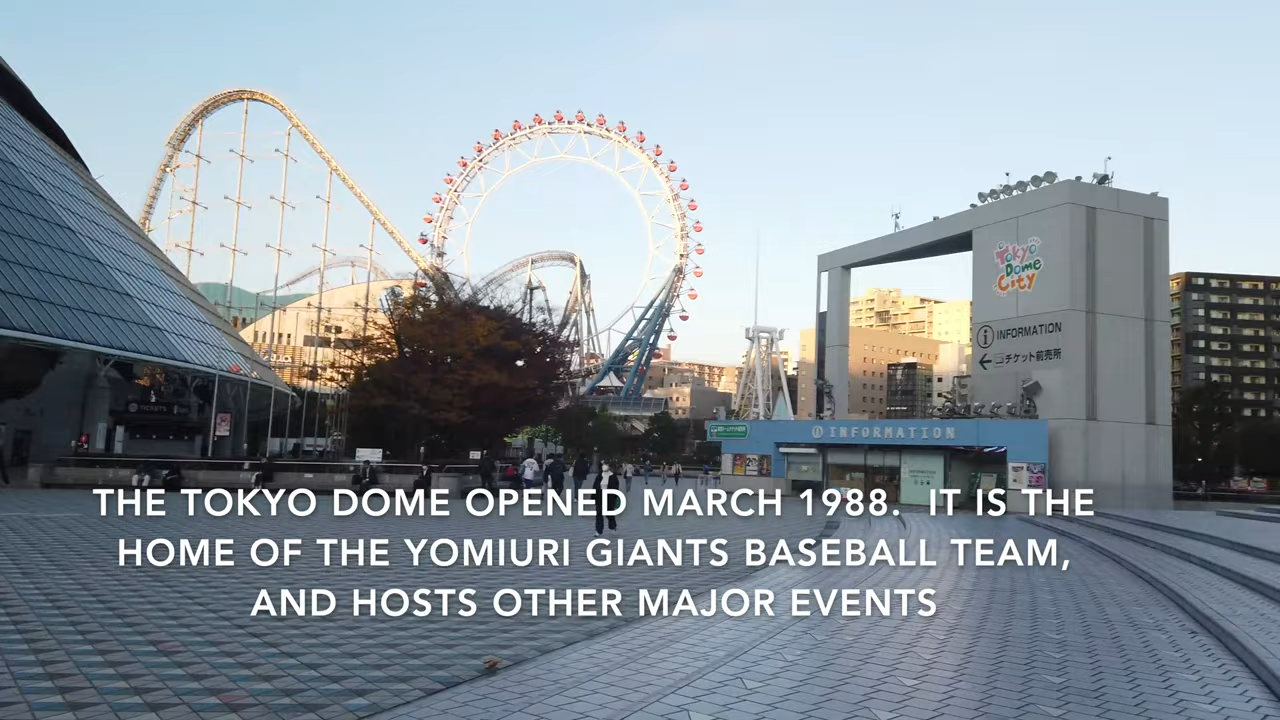 Tokyo
Dome
City
i INFORMATION
← チケット前売所
i INFORMATION
TICKETS
THE TOKYO DOME OPENED MARCH 1988. IT IS THE
HOME OF THE YOMIURI GIANTS BASEBALL TEAM,
AND HOSTS OTHER MAJOR EVENTS